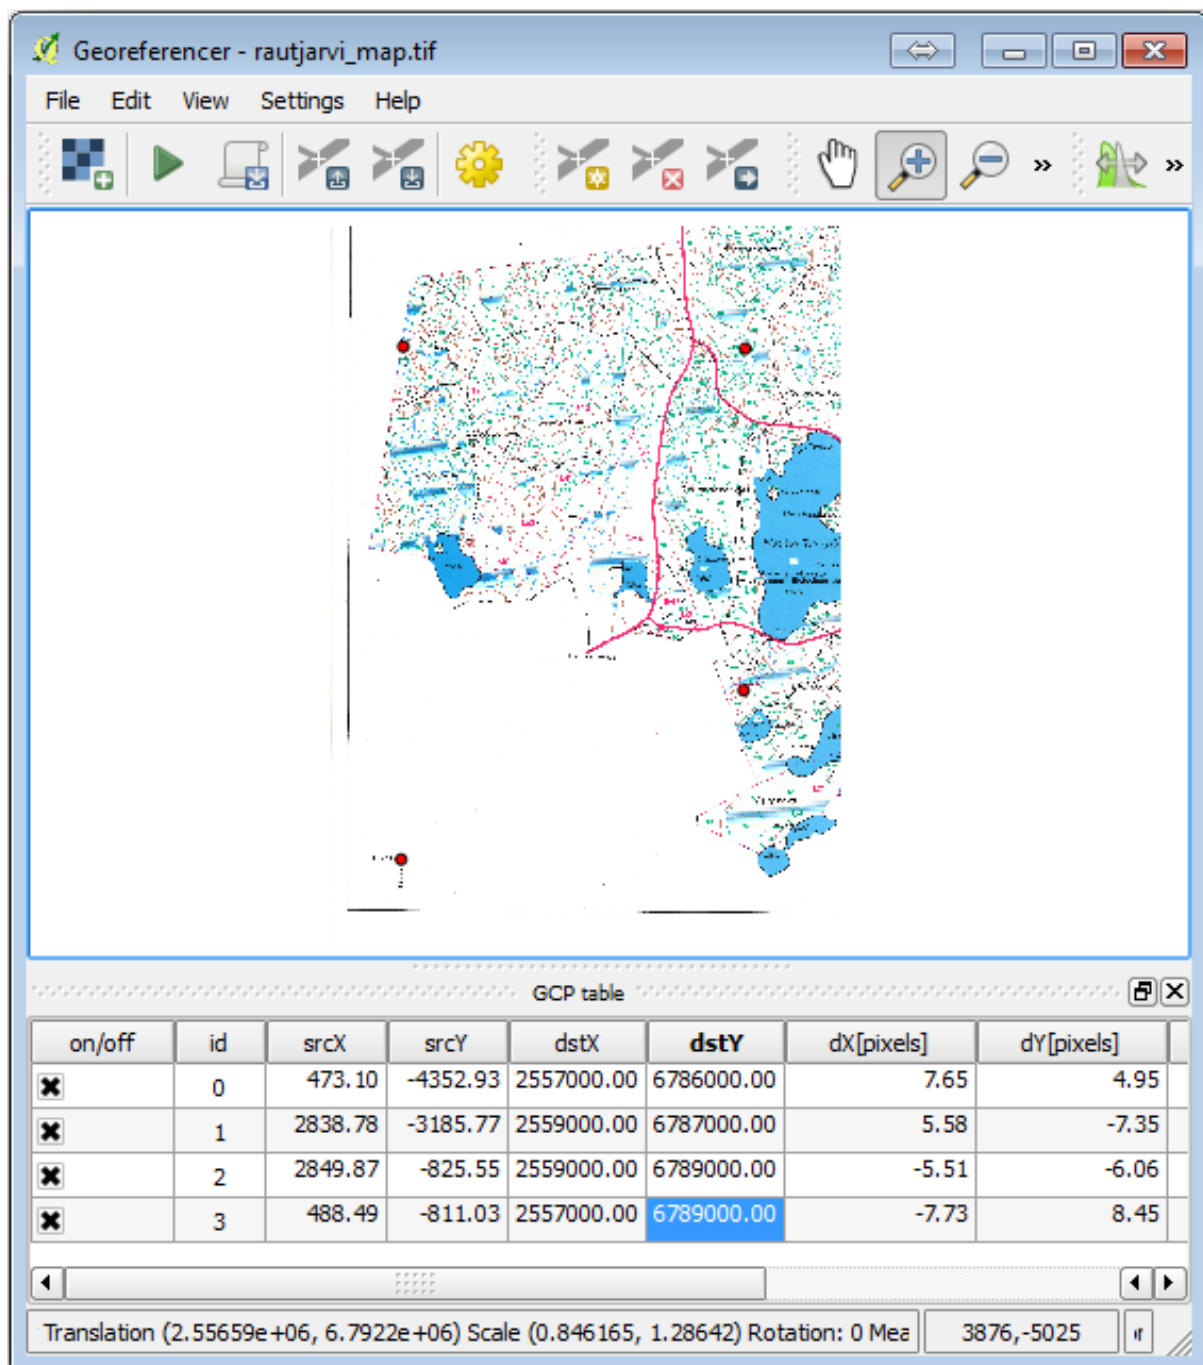 Georeferencer - rautjarvi_map.tif
File Edit View Settings Help
» »
GCP table
on/off id srcX srcY dstX dstY dX[pixels] dY[pixels]
0 473.10 -4352.93 2557000.00 6786000.00 7.65 4.95
1 2838.78 -3185.77 2559000.00 6787000.00 5.58 -7.35
2 2849.87 -825.55 2559000.00 6789000.00 -5.51 -6.06
3 488.49 -811.03 2557000.00 6789000.00 -7.73 8.45
Translation (2.55659e+06, 6.7922e+06) Scale (0.846165, 1.28642) Rotation: 0 Mea 3876,-5025